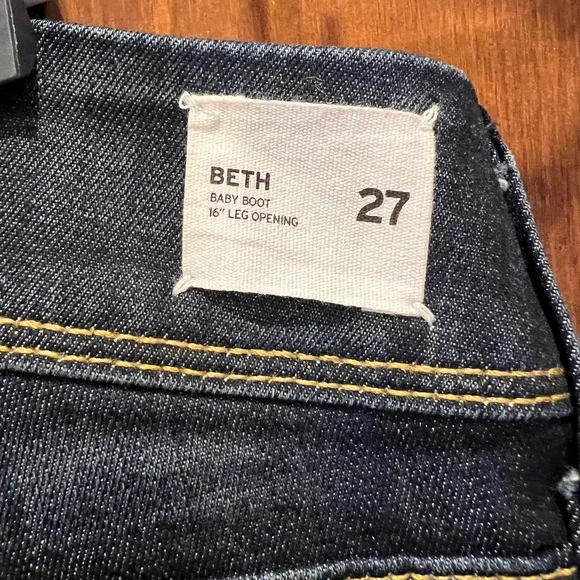 BETH
BABY BOOT
16" LEG OPENING
27